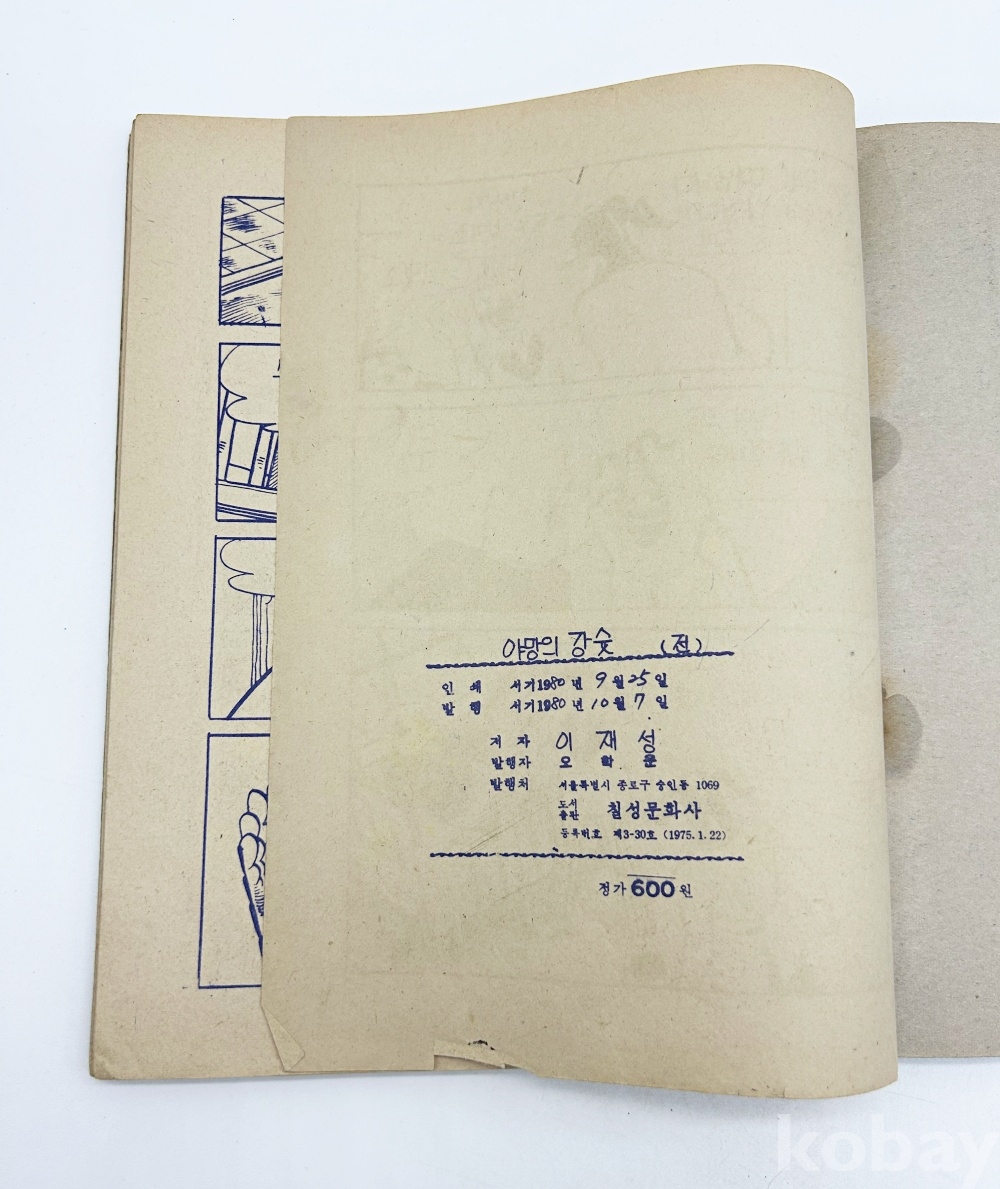 야망의 강숏 (전)
인 쇄 서기1980년 9월25일
발 행 서기1980년 10월7일
저 자 이 재 성
발행자 오 학 문
발행처 서울특별시 종로구 숭인동 1069
도서출판 칠성문화사
등록번호 제3-30호 (1975.1.22)
정가 600원
kobay